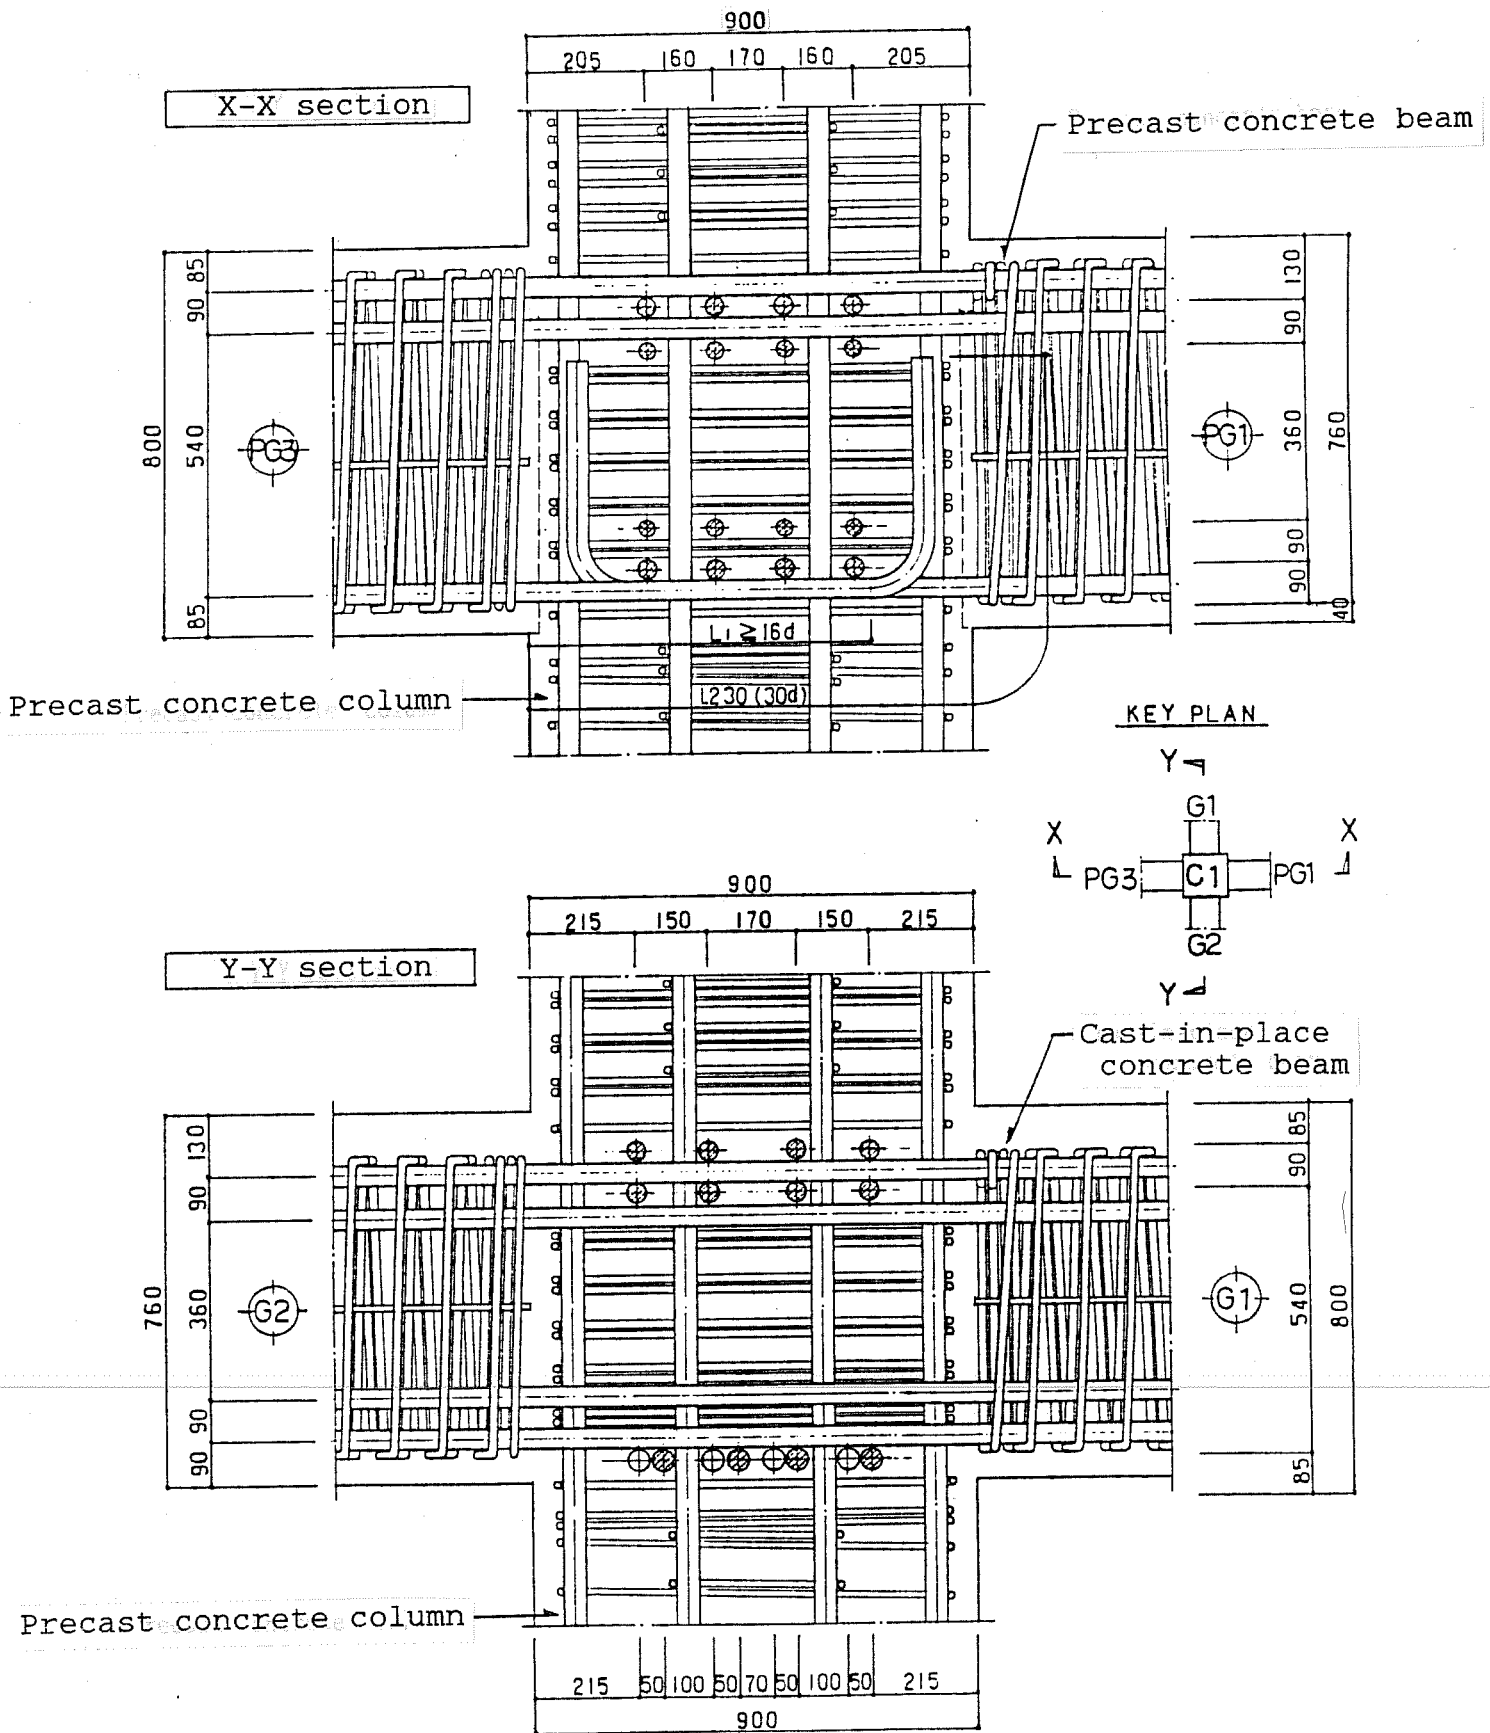 900
205 160 170 160 205
X-X section
Precast concrete beam
85
90
800
540
85
PG3
130
90
360
760
90
90
40
PG1
L1 ≧ 16d
L2 30 (30d)
Precast concrete column
KEY PLAN
Y
G1
X X
PG3 C1 PG1
G2
Y
900
215 150 170 150 215
Y-Y section
Cast-in-place
concrete beam
130
90
760
360
90
90
G2
85
90
540
800
85
G1
Precast concrete column
215 50 100 50 70 50 100 50 215
900